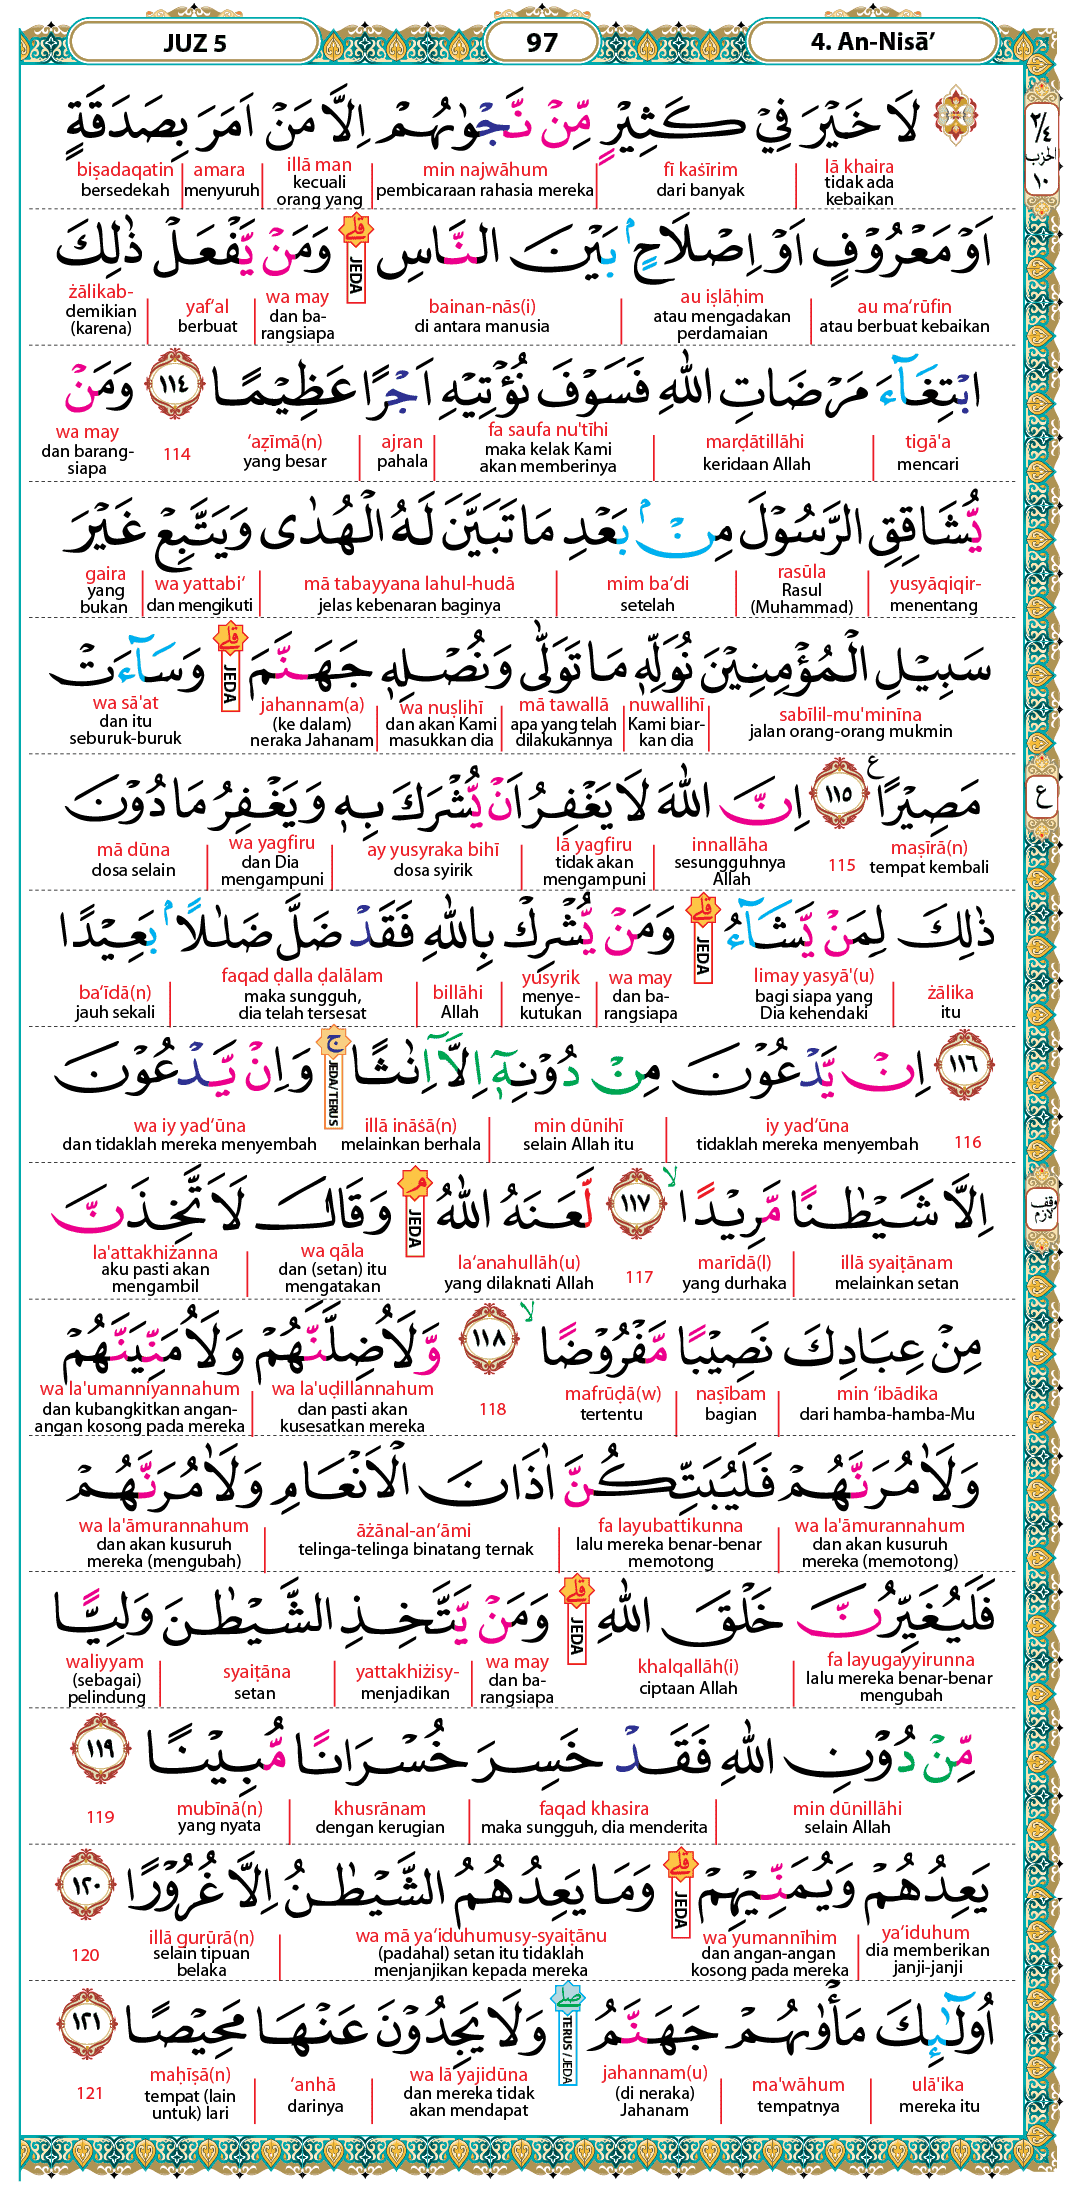 JUZ 5
97
4. An-Nisā’
لَا خَيْرَ فِيْ كَثِيْرٍ مِّنْ نَّجْوٰىهُمْ اِلَّا مَنْ اَمَرَ بِصَدَقَةٍ
lā khaira fī kaṡīrim min najwāhum illā man amara biṣadaqatin
tidak ada kebaikan dari banyak pembicaraan rahasia mereka kecuali orang yang menyuruh bersedekah
اَوْ مَعْرُوْفٍ اَوْ اِصْلَاحٍۢ بَيْنَ النَّاسِۗ وَمَنْ يَّفْعَلْ ذٰلِكَ
au ma‘rūfin au iṣlāḥim bainan-nās(i) wa may yaf‘al żālikab-
atau berbuat kebaikan atau mengadakan perdamaian di antara manusia JEDA dan ba-rangsiapa berbuat demikian (karena)
ابْتِغَاۤءَ مَرْضَاتِ اللّٰهِ فَسَوْفَ نُؤْتِيْهِ اَجْرًا عَظِيْمًا ١١٤ وَمَنْ
tigā'a marḍātillāhi fa saufa nu'tīhi ajran ‘aẓīmā(n) 114 wa may
mencari keridaan Allah maka kelak Kami akan memberinya pahala yang besar dan barang-siapa
يُّشَاقِقِ الرَّسُوْلَ مِنْۢ بَعْدِ مَا تَبَيَّنَ لَهُ الْهُدٰى وَيَتَّبِعْ غَيْرَ
yusyāqiqir- rasūla mim ba‘di mā tabayyana lahul-hudā wa yattabi‘ gaira
menentang Rasul (Muhammad) setelah jelas kebenaran baginya dan mengikuti yang bukan
سَبِيْلِ الْمُؤْمِنِيْنَ نُوَلِّهٖ مَا تَوَلّٰى وَنُصْلِهٖ جَهَنَّمَۗ وَسَاۤءَتْ
sabīlil-mu'minīna nuwallihī mā tawallā wa nuṣlihī jahannam(a) wa sā'at
jalan orang-orang mukmin Kami biar-kan dia apa yang telah dilakukannya dan akan Kami masukkan dia (ke dalam) neraka Jahanam JEDA dan itu seburuk-buruk
مَصِيْرًا ١١٥ ع اِنَّ اللّٰهَ لَا يَغْفِرُ اَنْ يُّشْرَكَ بِهٖ وَيَغْفِرُ مَا دُوْنَ
maṣīrā(n) 115 innallāha lā yagfiru ay yusyraka bihī wa yagfiru mā dūna
tempat kembali sesungguhnya Allah tidak akan mengampuni dosa syirik dan Dia mengampuni dosa selain
ذٰلِكَ لِمَنْ يَّشَاۤءُۗ وَمَنْ يُّشْرِكْ بِاللّٰهِ فَقَدْ ضَلَّ ضَلٰلًاۢ بَعِيْدًا
żālika limay yasyā'(u) wa may yusyrik billāhi faqad ḍalla ḍalālam ba‘īdā(n)
itu bagi siapa yang Dia kehendaki JEDA dan ba-rangsiapa menye-kutukan Allah maka sungguh, dia telah tersesat jauh sekali
١١٦ اِنْ يَّدْعُوْنَ مِنْ دُوْنِهٖٓ اِلَّآ اِنٰثًاۚ وَاِنْ يَّدْعُوْنَ
116 iy yad‘ūna min dūnihī illā ināṡā(n) wa iy yad‘ūna
tidaklah mereka menyembah selain Allah itu melainkan berhala JEDA/TERUS dan tidaklah mereka menyembah
اِلَّا شَيْطٰنًا مَّرِيْدًاۙ ١١٧ لَّعَنَهُ اللّٰهُۘ وَقَالَ لَاَتَّخِذَنَّ
illā syaiṭānam marīdā(l) 117 la‘anahullāh(u) wa qāla la'attakhiżanna
melainkan setan yang durhaka yang dilaknati Allah JEDA dan (setan) itu mengatakan aku pasti akan mengambil
مِنْ عِبَادِكَ نَصِيْبًا مَّفْرُوْضًاۙ ١١٨ وَّلَاُضِلَّنَّهُمْ وَلَاُمَنِّيَنَّهُمْ
min ‘ibādika naṣībam mafrūḍā(w) 118 wa la'uḍillannahum wa la'umanniyannahum
dari hamba-hamba-Mu bagian tertentu dan pasti akan kusesatkan mereka dan kubangkitkan angan-angan kosong pada mereka
وَلَاٰمُرَنَّهُمْ فَلَيُبَتِّكُنَّ اٰذَانَ الْاَنْعَامِ وَلَاٰمُرَنَّهُمْ
wa la'āmurannahum fa layubattikunna āżānal-an‘āmi wa la'āmurannahum
dan akan kusuruh mereka (memotong) lalu mereka benar-benar memotong telinga-telinga binatang ternak dan akan kusuruh mereka (mengubah)
فَلَيُغَيِّرُنَّ خَلْقَ اللّٰهِۗ وَمَنْ يَّتَّخِذِ الشَّيْطٰنَ وَلِيًّا
fa layugayyirunna khalqallāh(i) wa may yattakhiżisy- syaiṭāna waliyyam
lalu mereka benar-benar mengubah ciptaan Allah JEDA dan ba-rangsiapa menjadikan setan (sebagai) pelindung
مِّنْ دُوْنِ اللّٰهِ فَقَدْ خَسِرَ خُسْرَانًا مُّبِيْنًا ١١٩
min dūnillāhi faqad khasira khusrānam mubīnā(n) 119
selain Allah maka sungguh, dia menderita dengan kerugian yang nyata
يَعِدُهُمْ وَيُمَنِّيْهِمْۗ وَمَا يَعِدُهُمُ الشَّيْطٰنُ اِلَّا غُرُوْرًا ١٢٠
ya‘iduhum wa yumannīhim wa mā ya‘iduhumusy-syaiṭānu illā gurūrā(n) 120
dia memberikan janji-janji dan angan-angan kosong pada mereka JEDA (padahal) setan itu tidaklah menjanjikan kepada mereka selain tipuan belaka
اُولٰۤىِٕكَ مَأْوٰىهُمْ جَهَنَّمُۖ وَلَا يَجِدُوْنَ عَنْهَا مَحِيْصًا ١٢١
ulā'ika ma'wāhum jahannam(u) wa lā yajidūna ‘anhā maḥīṣā(n) 121
mereka itu tempatnya (di neraka) Jahanam TERUS/JEDA dan mereka tidak akan mendapat darinya tempat (lain untuk) lari
٢/٤ الحزب ١٠
ع
وقف لازم